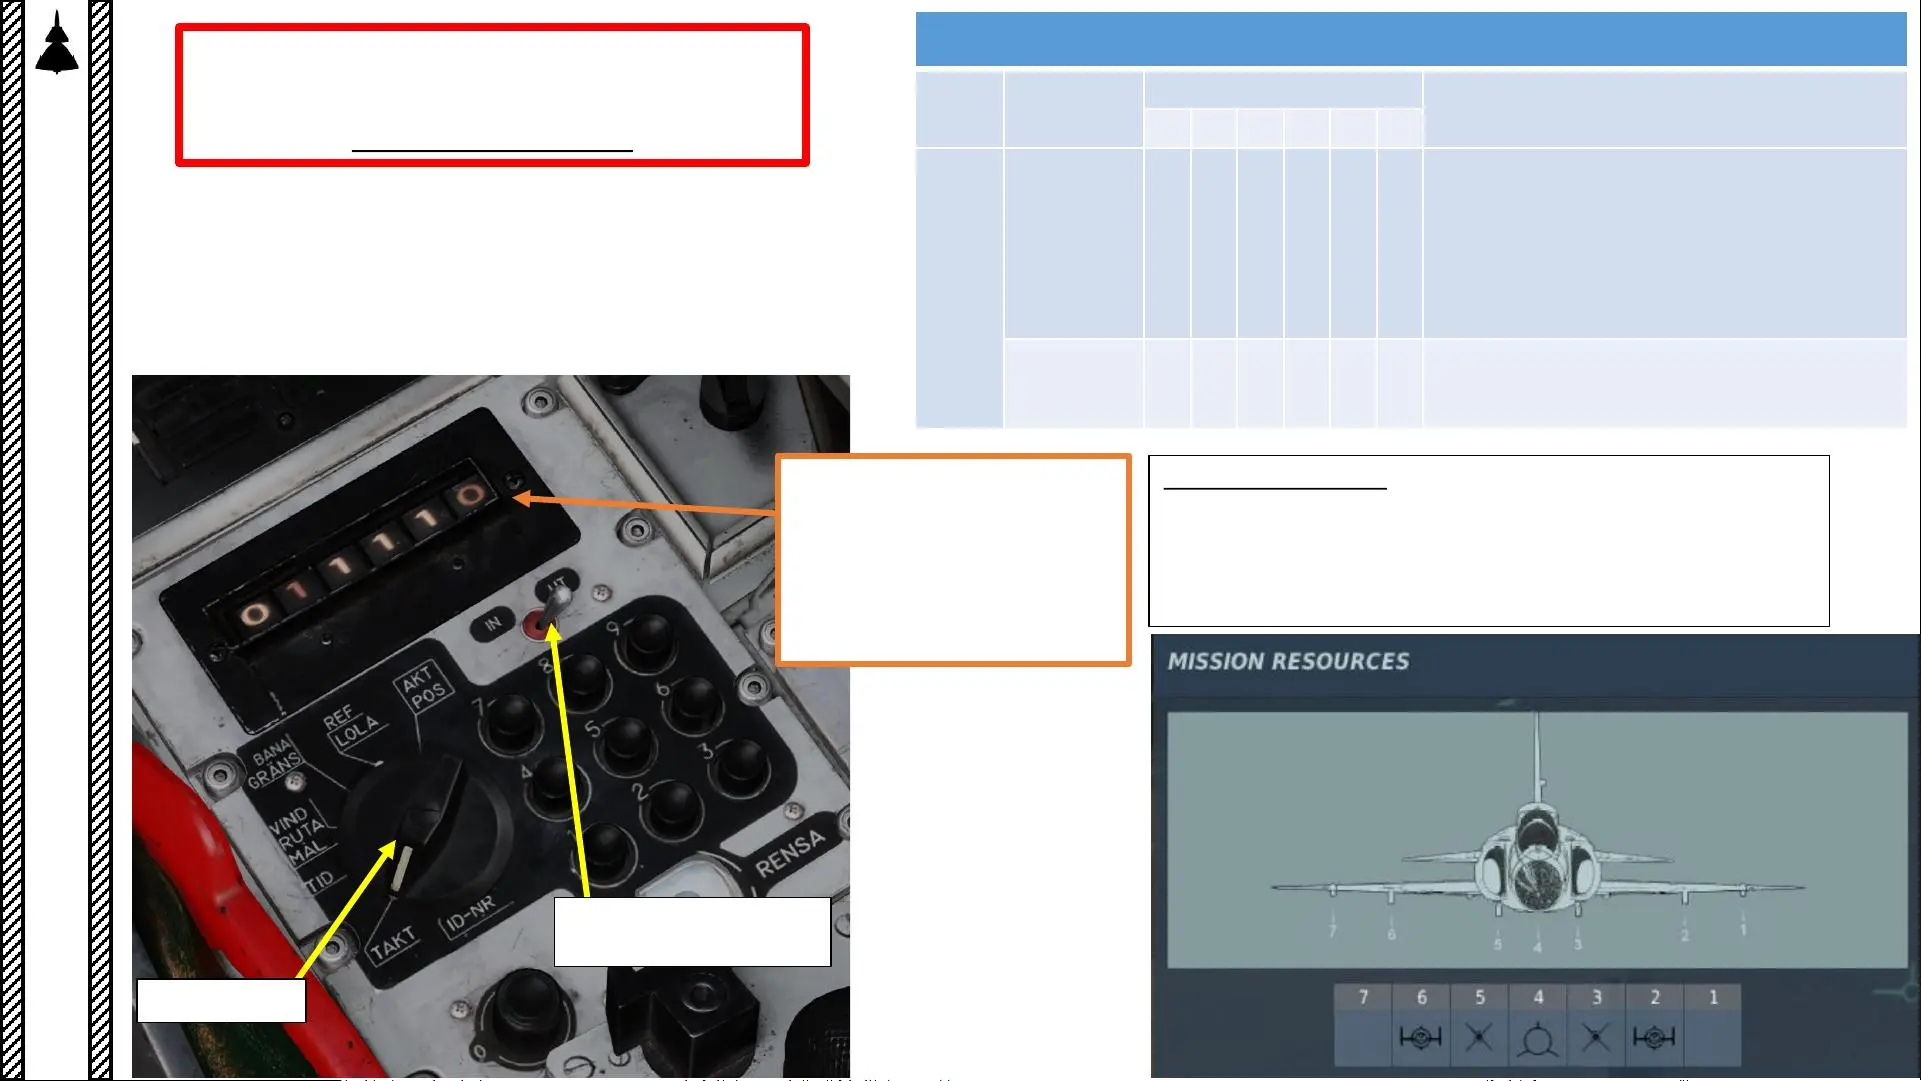 0 1 1 1 1 0
UT
IN
9
8
7
6
5
4
3
2
AKT
POS
REF
LOLA
BANA
GRÄNS
VIND
RUTA
MÅL
TID
TAKT
ID-NR
RENSA
0
MISSION RESOURCES
7 6 5 4 3 2 1
7 6 5 4 3 2 1